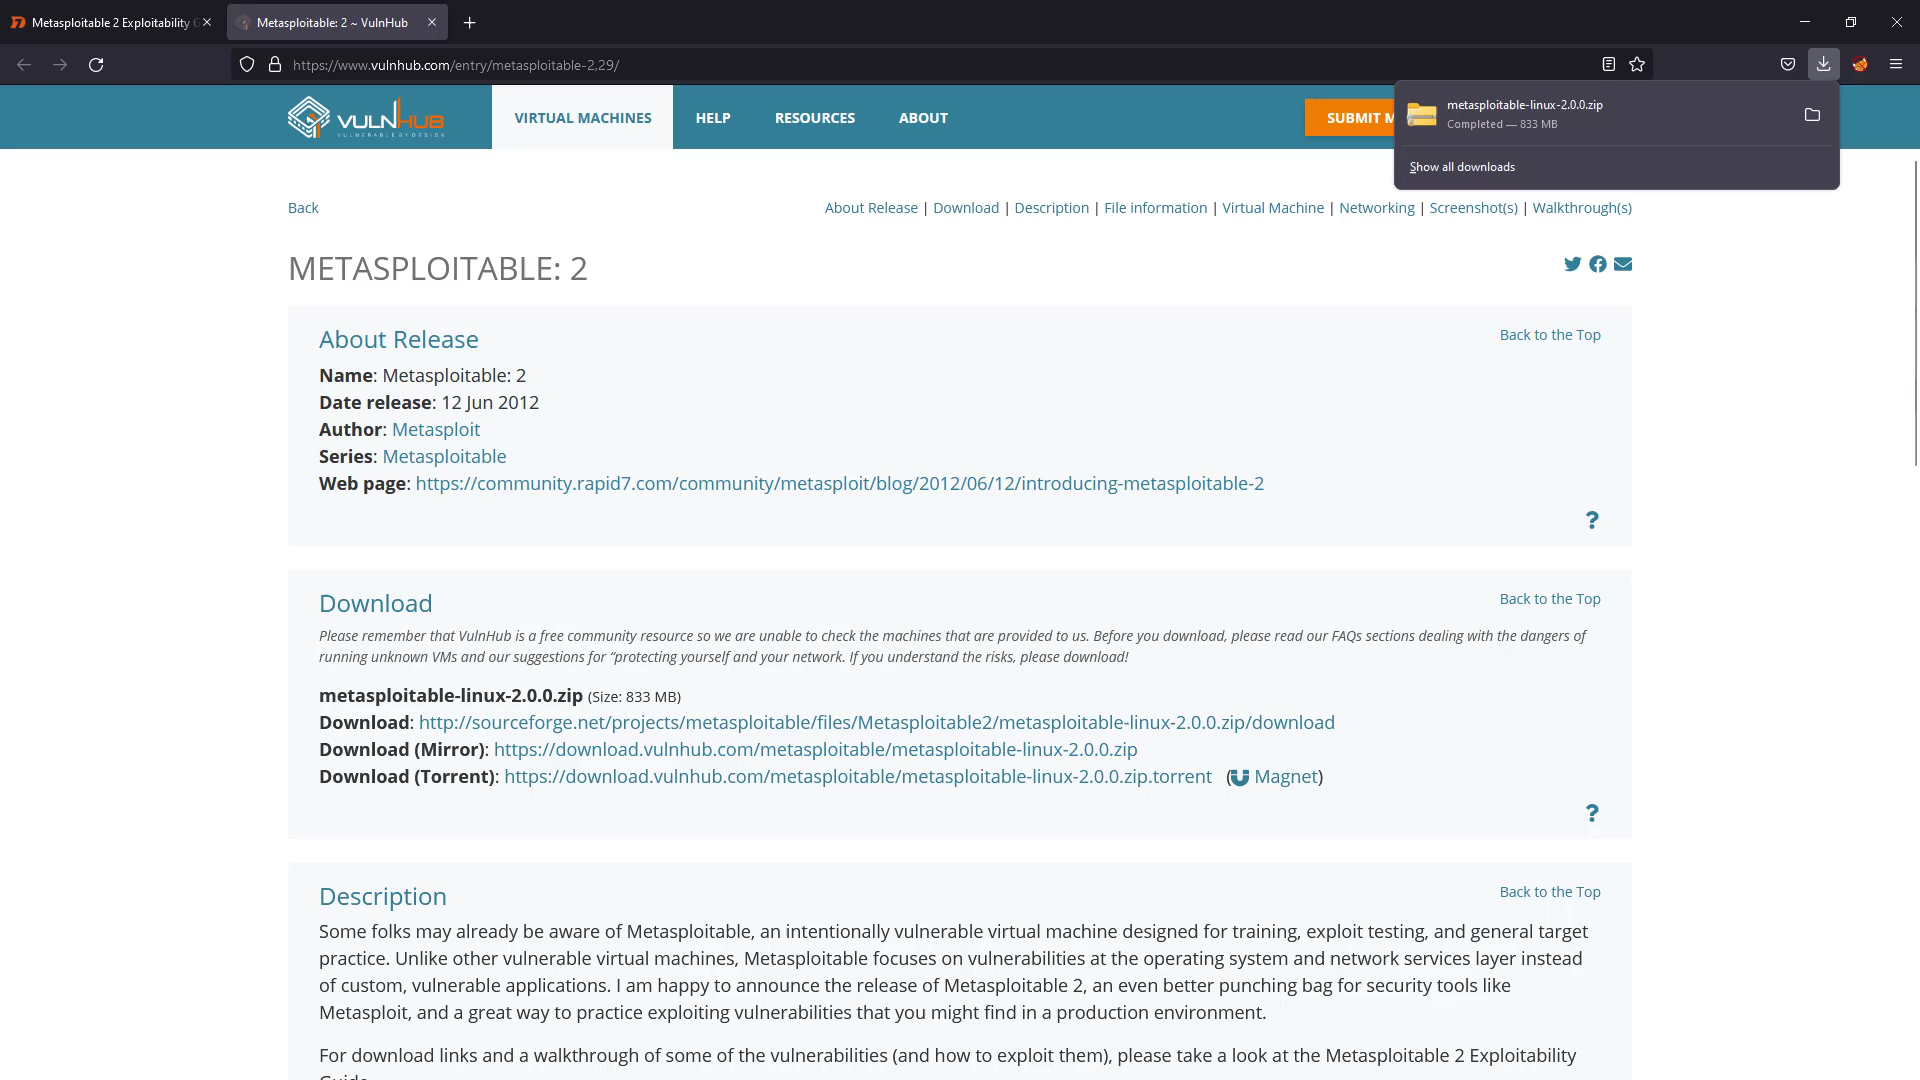 Metasploitable 2 Exploitability G
Metasploitable: 2 ~ VulnHub
https://www.vulnhub.com/entry/metasploitable-2,29/
metasploitable-linux-2.0.0.zip
Completed — 833 MB
Show all downloads
VULNHUB
VULNERABLE BY DESIGN
VIRTUAL MACHINES
HELP
RESOURCES
ABOUT
SUBMIT M
Back
About Release | Download | Description | File information | Virtual Machine | Networking | Screenshot(s) | Walkthrough(s)
METASPLOITABLE: 2
About Release
Back to the Top
Name: Metasploitable: 2
Date release: 12 Jun 2012
Author: Metasploit
Series: Metasploitable
Web page: https://community.rapid7.com/community/metasploit/blog/2012/06/12/introducing-metasploitable-2
?
Download
Back to the Top
Please remember that VulnHub is a free community resource so we are unable to check the machines that are provided to us. Before you download, please read our FAQs sections dealing with the dangers of
running unknown VMs and our suggestions for “protecting yourself and your network. If you understand the risks, please download!
metasploitable-linux-2.0.0.zip (Size: 833 MB)
Download: http://sourceforge.net/projects/metasploitable/files/Metasploitable2/metasploitable-linux-2.0.0.zip/download
Download (Mirror): https://download.vulnhub.com/metasploitable/metasploitable-linux-2.0.0.zip
Download (Torrent): https://download.vulnhub.com/metasploitable/metasploitable-linux-2.0.0.zip.torrent ( Magnet)
?
Description
Back to the Top
Some folks may already be aware of Metasploitable, an intentionally vulnerable virtual machine designed for training, exploit testing, and general target
practice. Unlike other vulnerable virtual machines, Metasploitable focuses on vulnerabilities at the operating system and network services layer instead
of custom, vulnerable applications. I am happy to announce the release of Metasploitable 2, an even better punching bag for security tools like
Metasploit, and a great way to practice exploiting vulnerabilities that you might find in a production environment.
For download links and a walkthrough of some of the vulnerabilities (and how to exploit them), please take a look at the Metasploitable 2 Exploitability
Guide